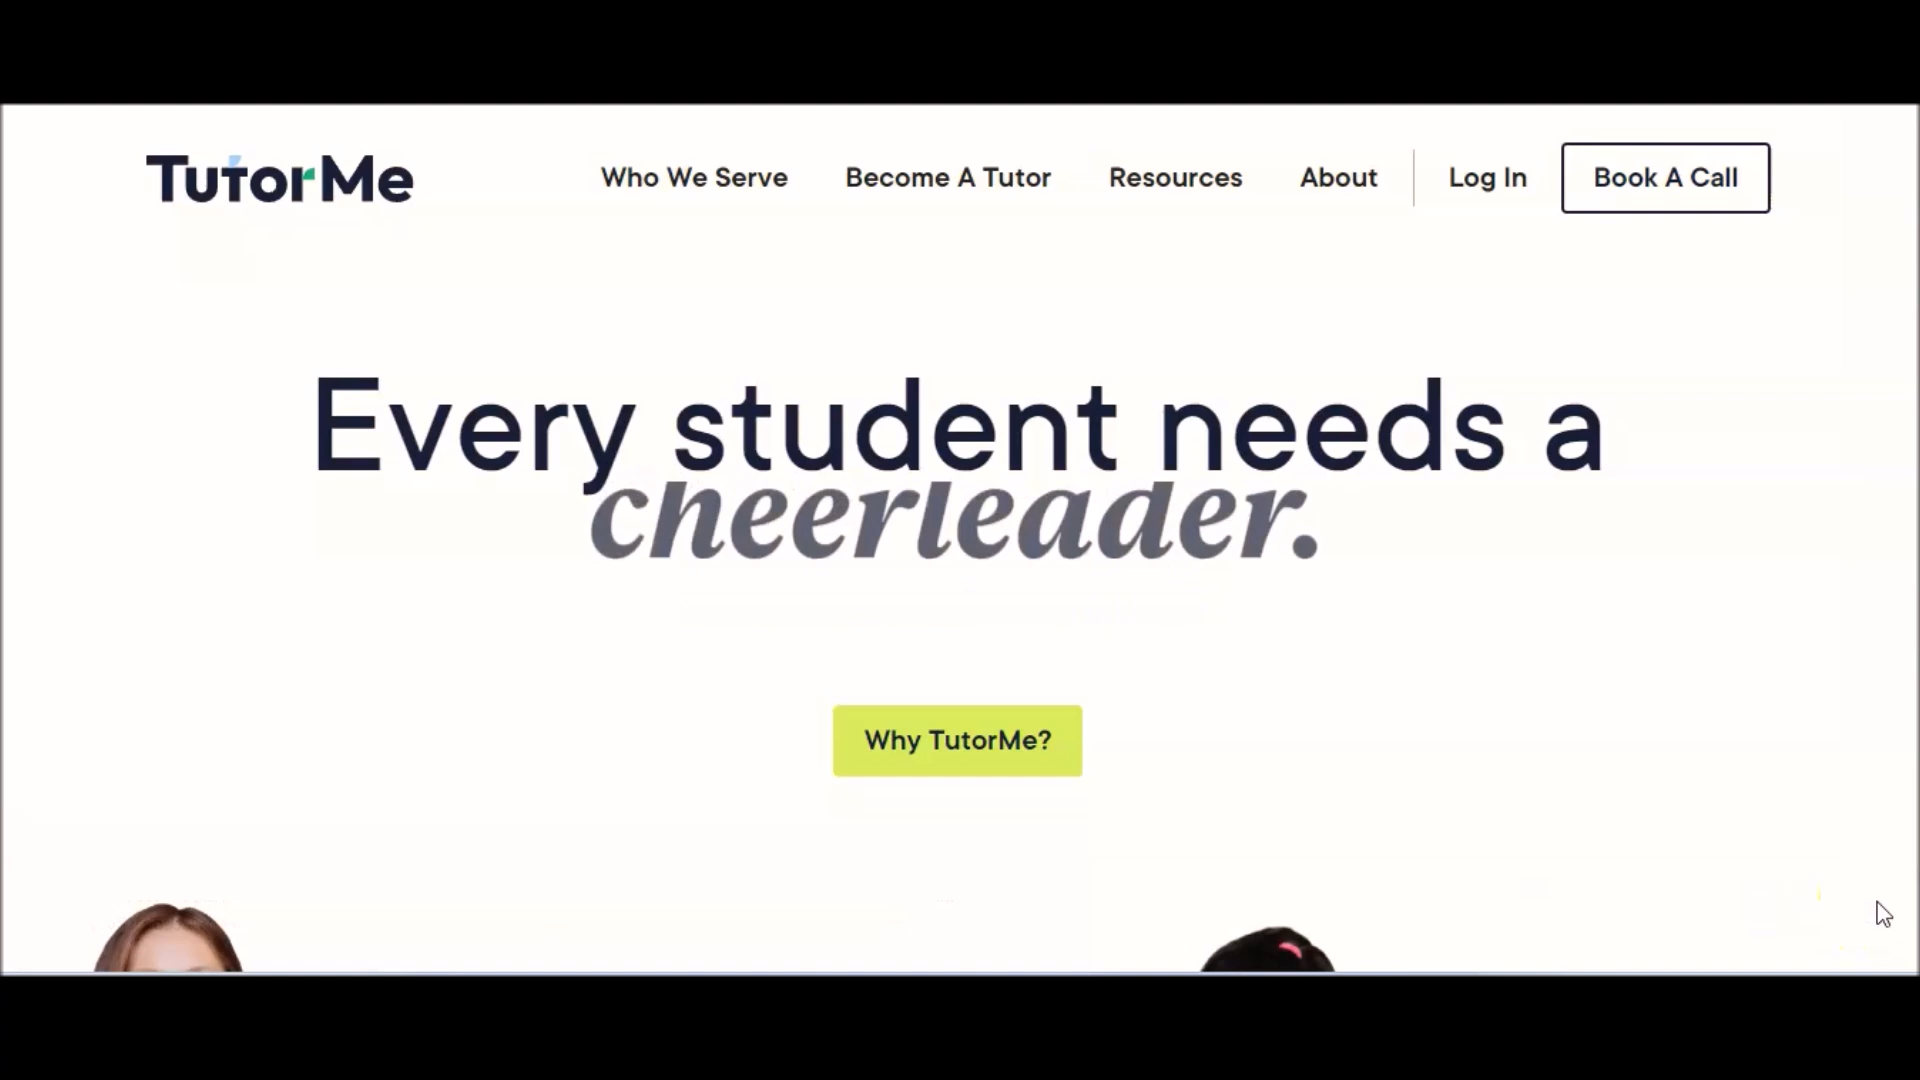 TutorMe
Who We Serve Become A Tutor Resources About Log In Book A Call
Every student needs a
cheerleader.
Why TutorMe?